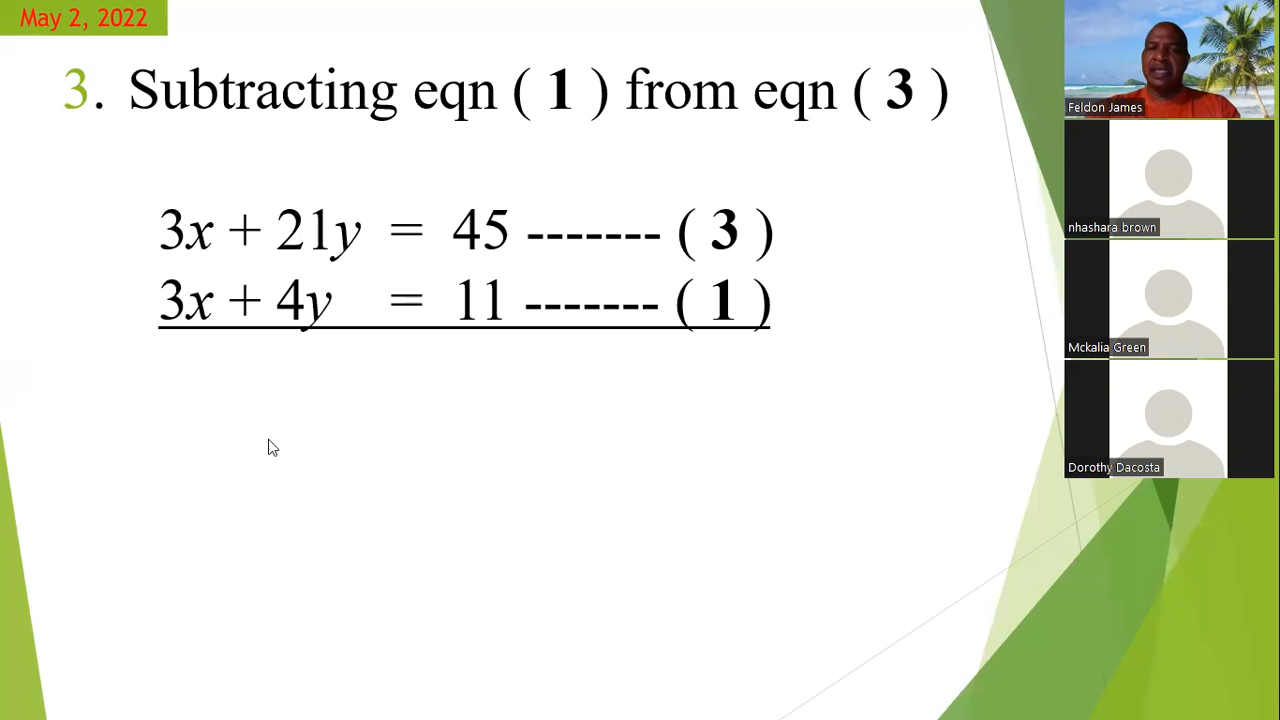 May 2, 2022
3. Subtracting eqn ( 1 ) from eqn ( 3 )
3x + 21y = 45 ------- ( 3 )
3x + 4y = 11 ------- ( 1 )
Feldon James
nhashara brown
Mckalia Green
Dorothy Dacosta